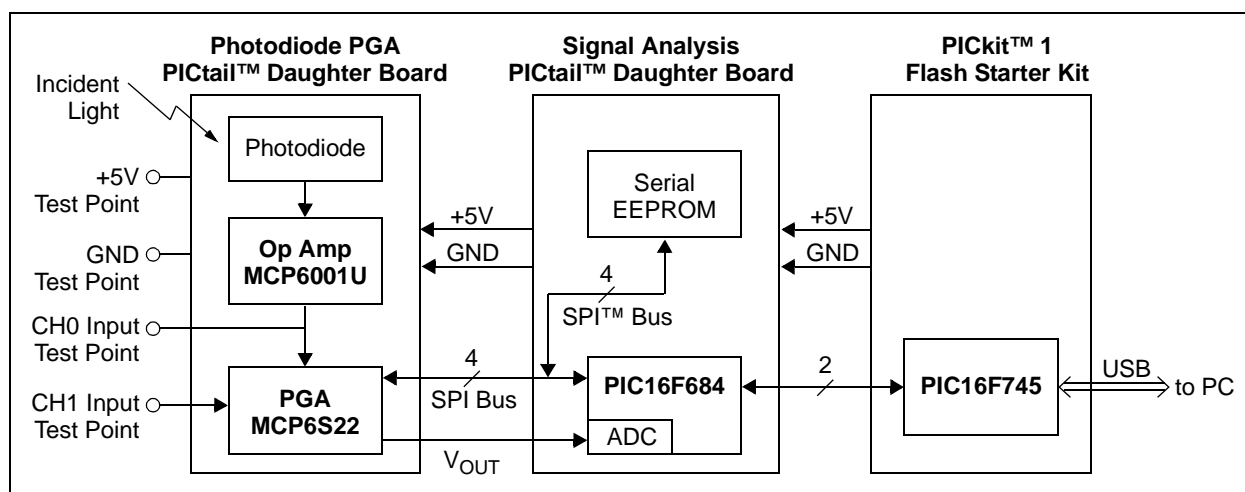 Photodiode PGA
PICtail™ Daughter Board
Signal Analysis
PICtail™ Daughter Board
PICkit™ 1
Flash Starter Kit
Incident
Light
Photodiode
+5V
Test Point
GND
Test Point
Op Amp
MCP6001U
CH0 Input
Test Point
CH1 Input
Test Point
PGA
MCP6S22
+5V
GND
4
SPI Bus
VOUT
Serial
EEPROM
4
SPI™ Bus
PIC16F684
ADC
+5V
GND
2
PIC16F745
USB
to PC